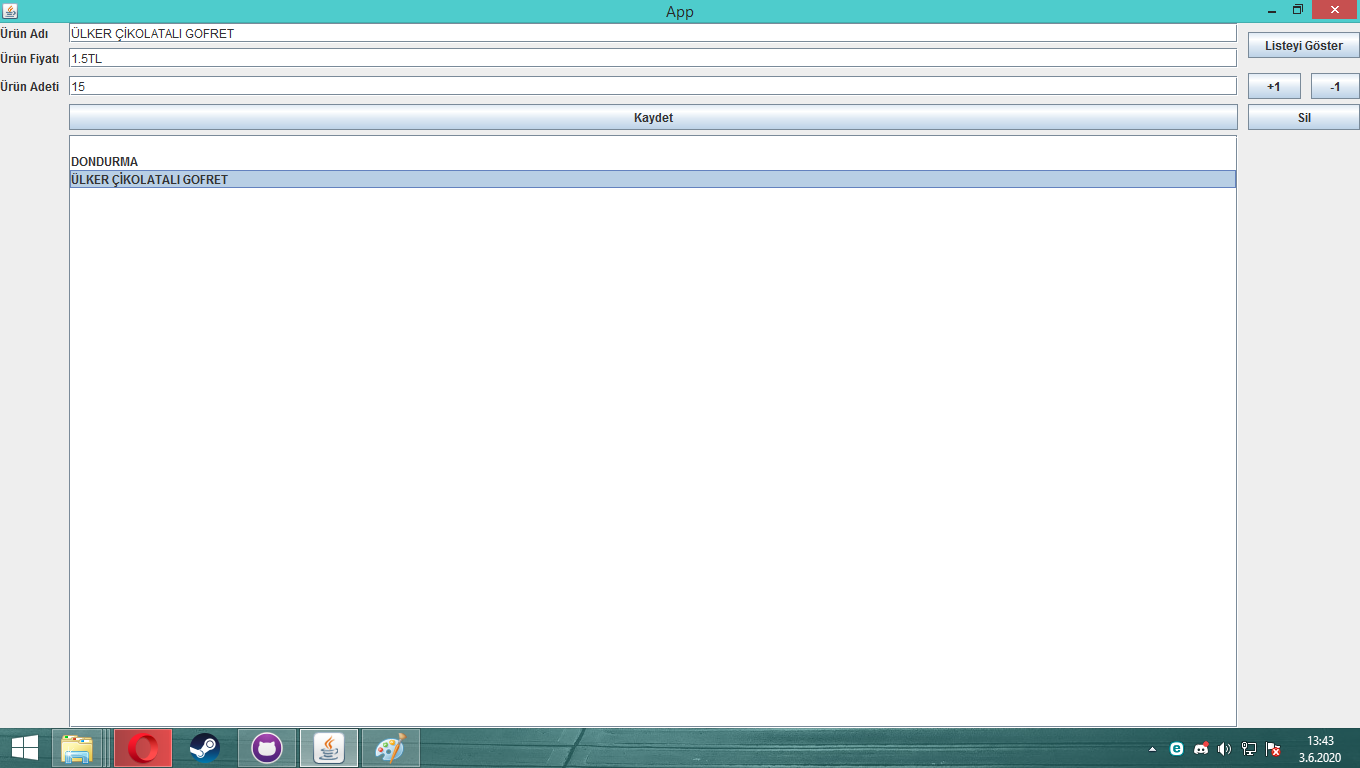 App
Ürün Adı ÜLKER ÇİKOLATALI GOFRET
Listeyi Göster
Ürün Fiyatı 1.5TL
Ürün Adeti 15
+1 -1
Kaydet
Sil
DONDURMA
ÜLKER ÇİKOLATALI GOFRET
13:43
3.6.2020